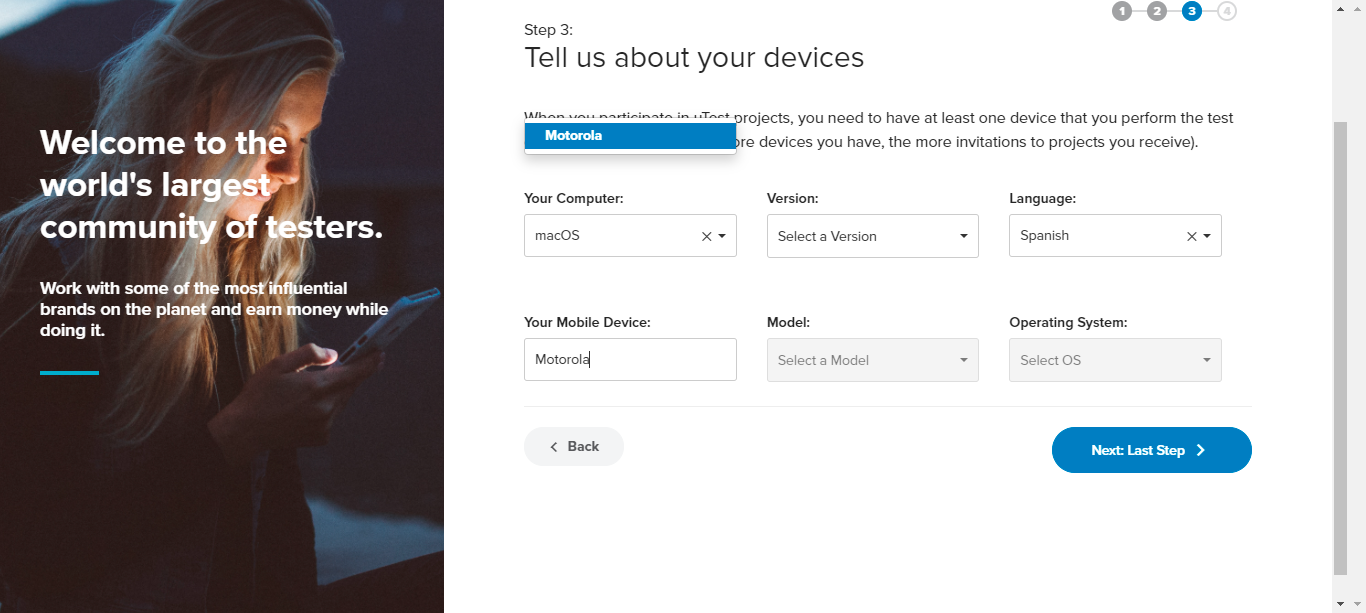 Welcome to the
world's largest
community of testers.
Work with some of the most influential
brands on the planet and earn money while
doing it.
1 2 3 4
Step 3:
Tell us about your devices
When you participate in uTest projects, you need to have at least one device that you perform the test
Motorola
ore devices you have, the more invitations to projects you receive).
Your Computer: Version: Language:
macOS Select a Version Spanish
Your Mobile Device: Model: Operating System:
Motorola Select a Model Select OS
Back Next: Last Step